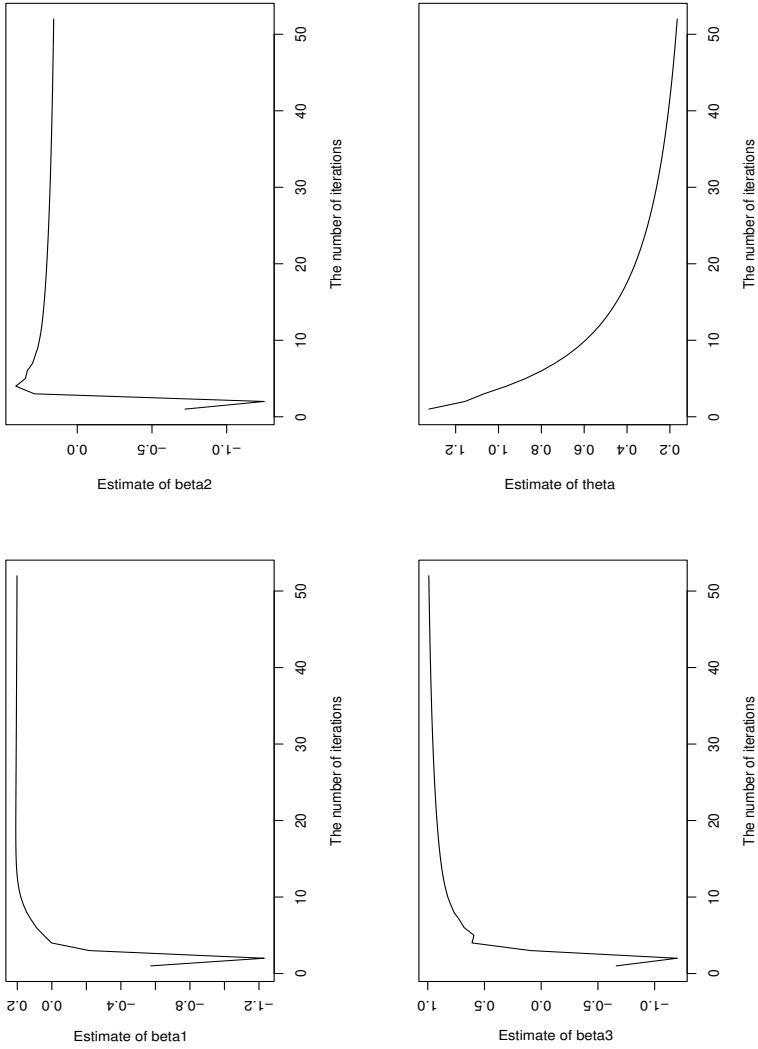 0.0 −0.5 −1.0
Estimate of beta2
0 10 20 30 40 50
The number of iterations
1.2 1.0 0.8 0.6 0.4 0.2
Estimate of theta
0 10 20 30 40 50
The number of iterations
0.2 0.0 −0.4 −0.8 −1.2
Estimate of beta1
0 10 20 30 40 50
The number of iterations
1.0 0.5 0.0 −0.5 −1.0
Estimate of beta3
0 10 20 30 40 50
The number of iterations